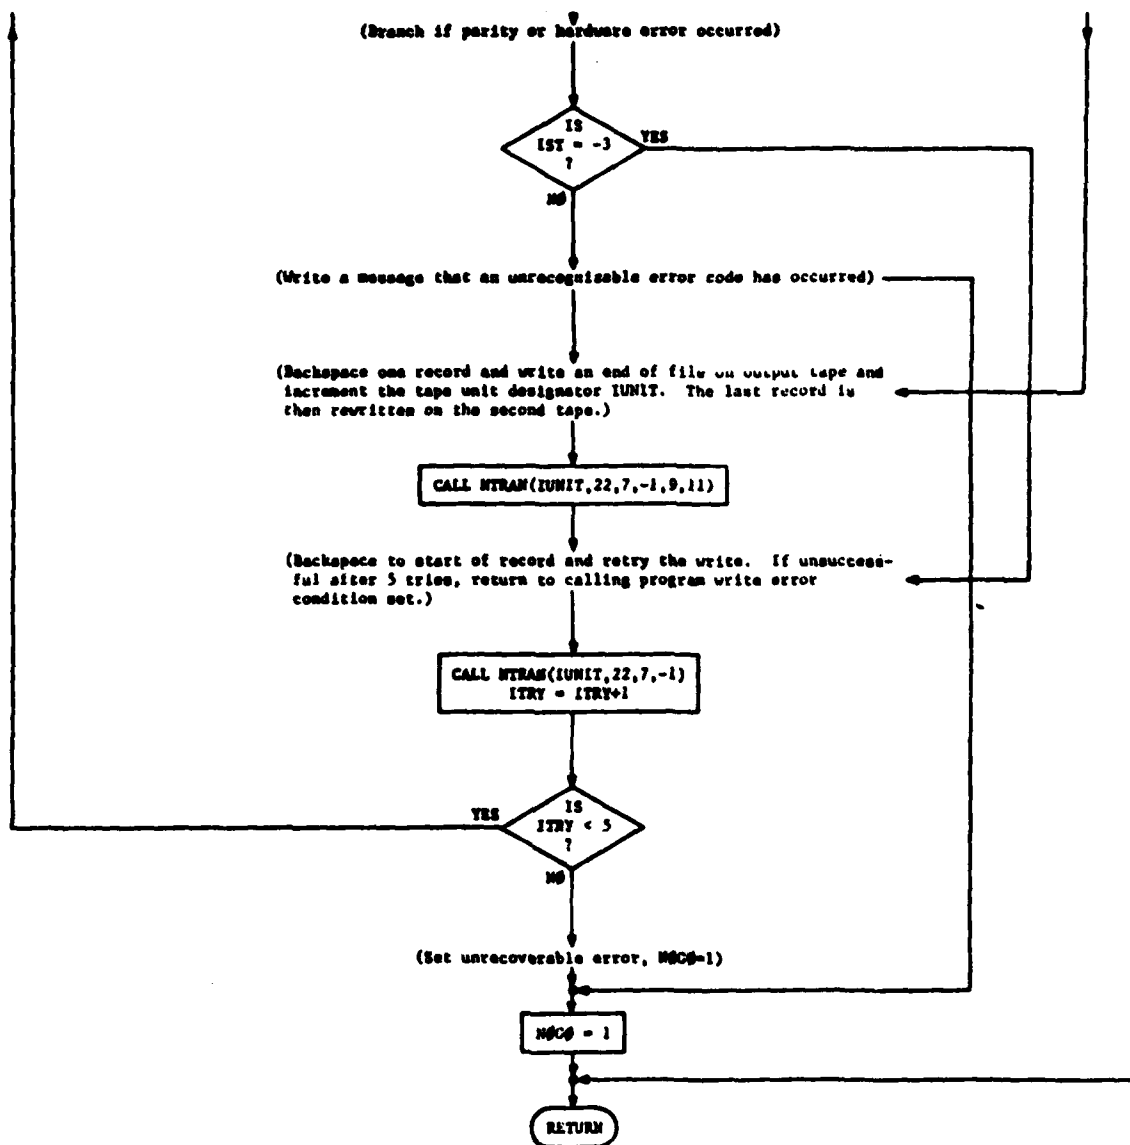 (Branch if parity or hardware error occurred)
IS
IST = -3
?
YES
NØ
(Write a message that an unrecognizable error code has occurred)
(Backspace one record and write an end of file on output tape and
increment the tape unit designator IUNIT. The last record is
then rewritten on the second tape.)
CALL NTRAN(IUNIT,22,7,-1,9,11)
(Backspace to start of record and retry the write. If unsuccess-
ful after 5 tries, return to calling program write error
condition set.)
CALL NTRAN(IUNIT,22,7,-1)
ITRY = ITRY+1
IS
ITRY < 5
?
YES
NØ
(Set unrecoverable error, NØGØ=1)
NØGØ = 1
RETURN